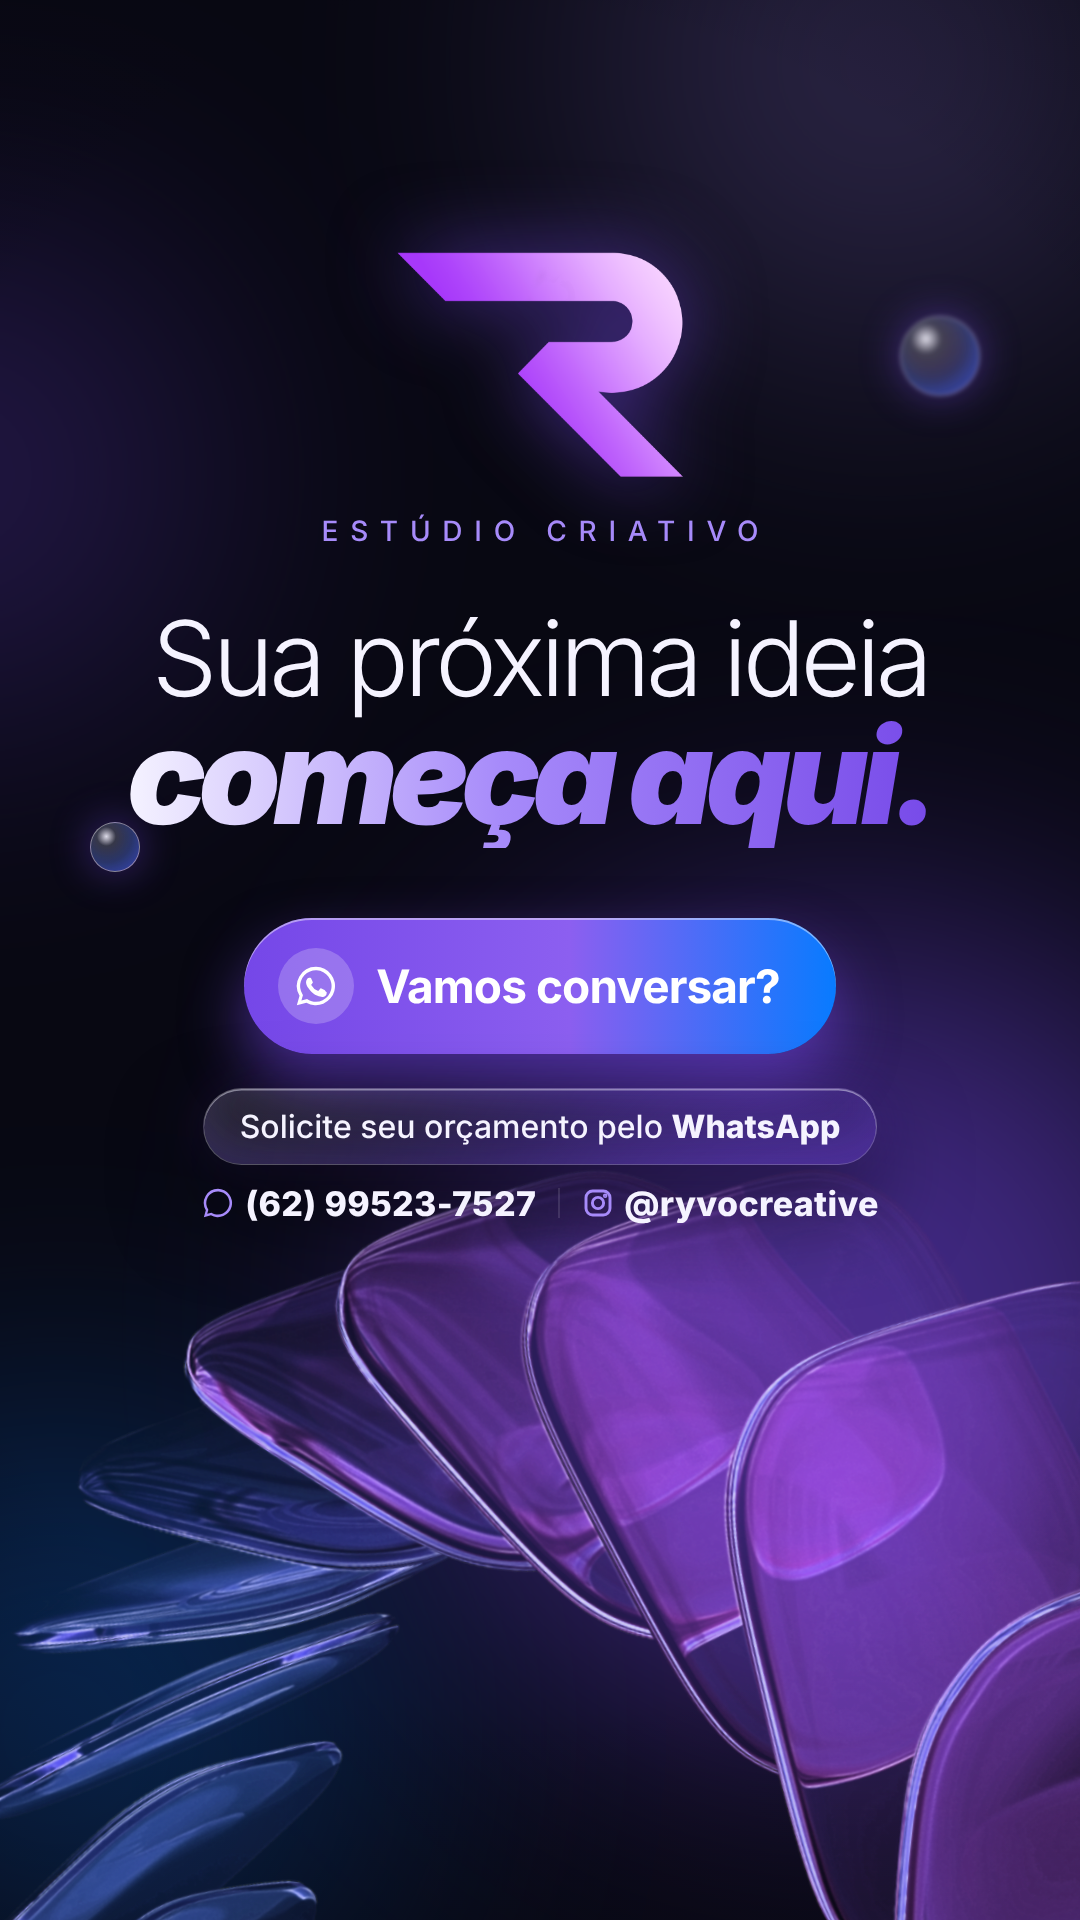 R
ESTÚDIO CRIATIVO
Sua próxima ideia
começa aqui.
Vamos conversar?
Solicite seu orçamento pelo WhatsApp
(62) 99523-7527 @ryvocreative